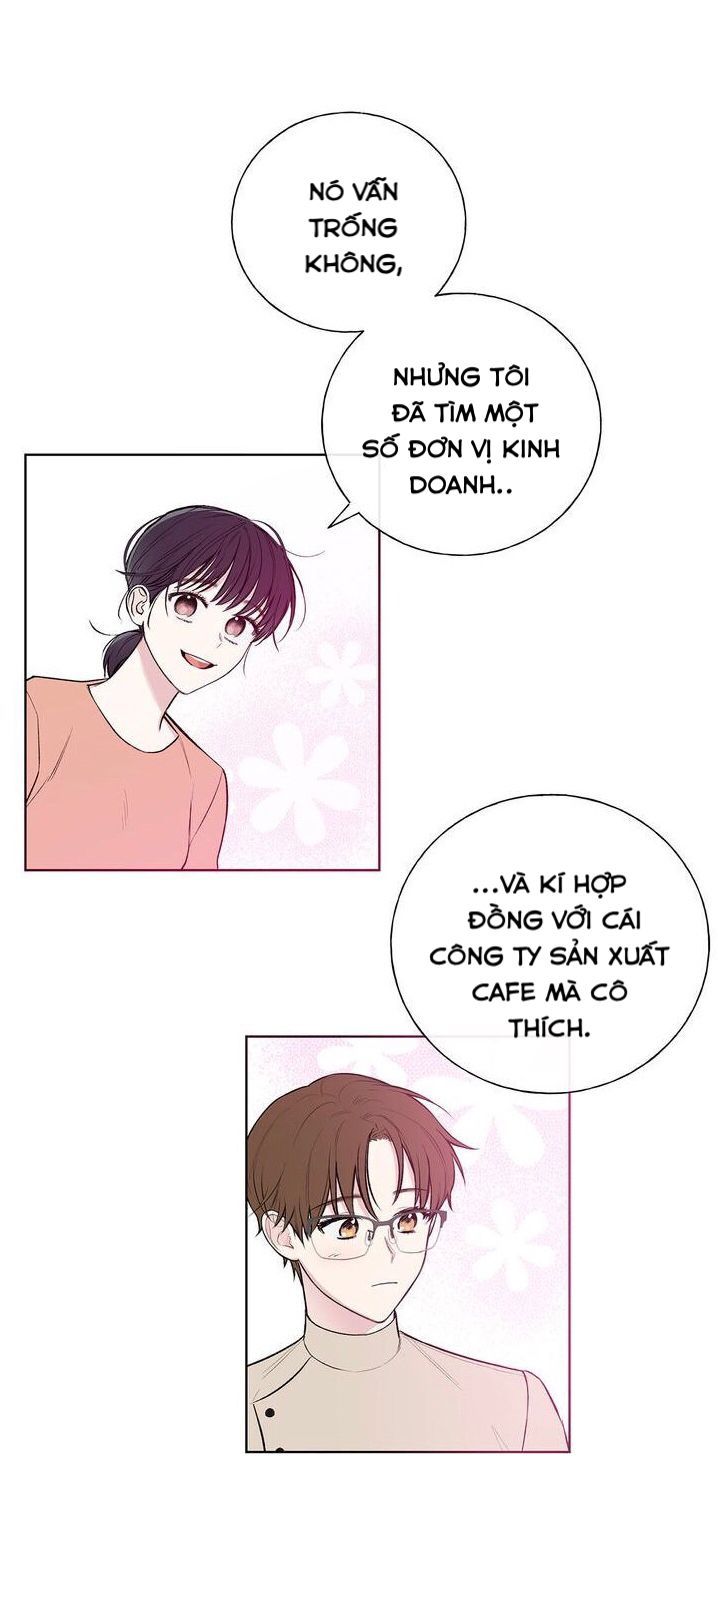 NÓ VẪN
TRỐNG
KHÔNG,
NHƯNG TÔI
ĐÃ TÌM MỘT
SỐ ĐƠN VỊ KINH
DOANH..
...VÀ KÍ HỢP
ĐỒNG VỚI CÁI
CÔNG TY SẢN XUẤT
CAFE MÀ CÔ
THÍCH.